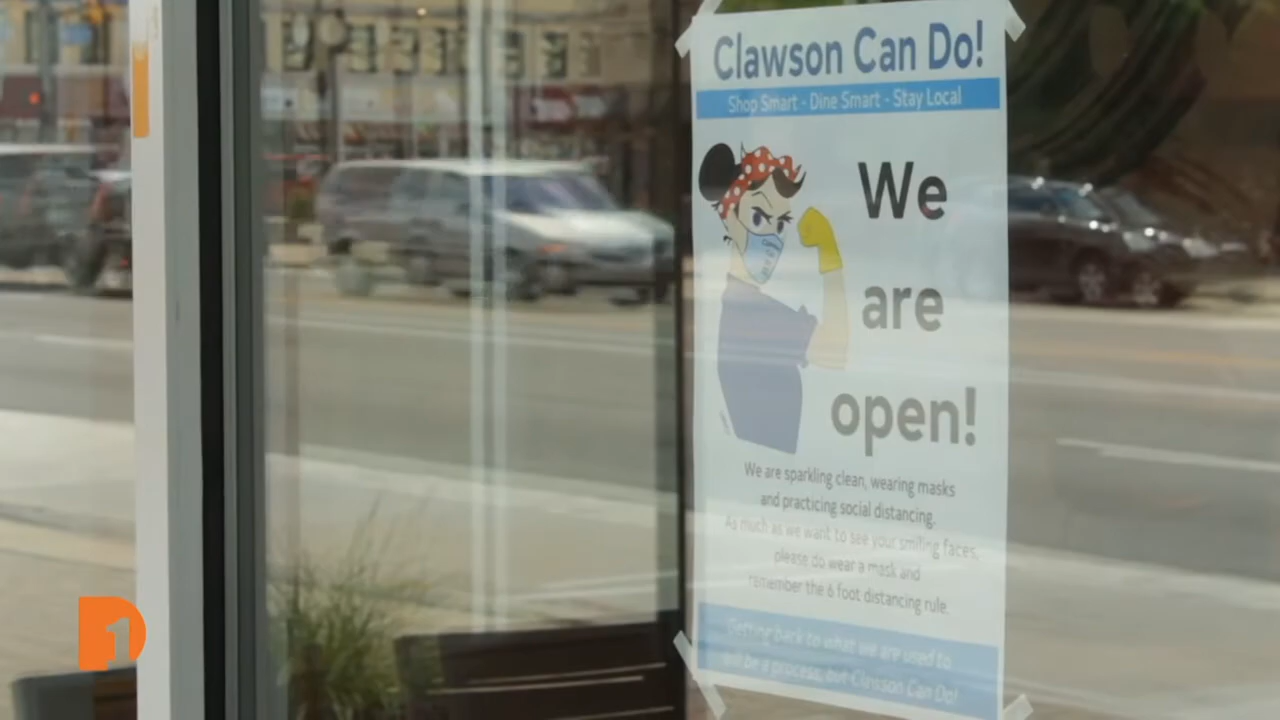 Clawson Can Do!
Shop Smart - Dine Smart - Stay Local
We
are
open!
We are sparkling clean, wearing masks
and practicing social distancing.
As much as we want to see your smiling faces,
please do wear a mask and
remember the 6 foot distancing rule.
Getting back to what we are used to
will be a process, but Clawson Can Do!
D1